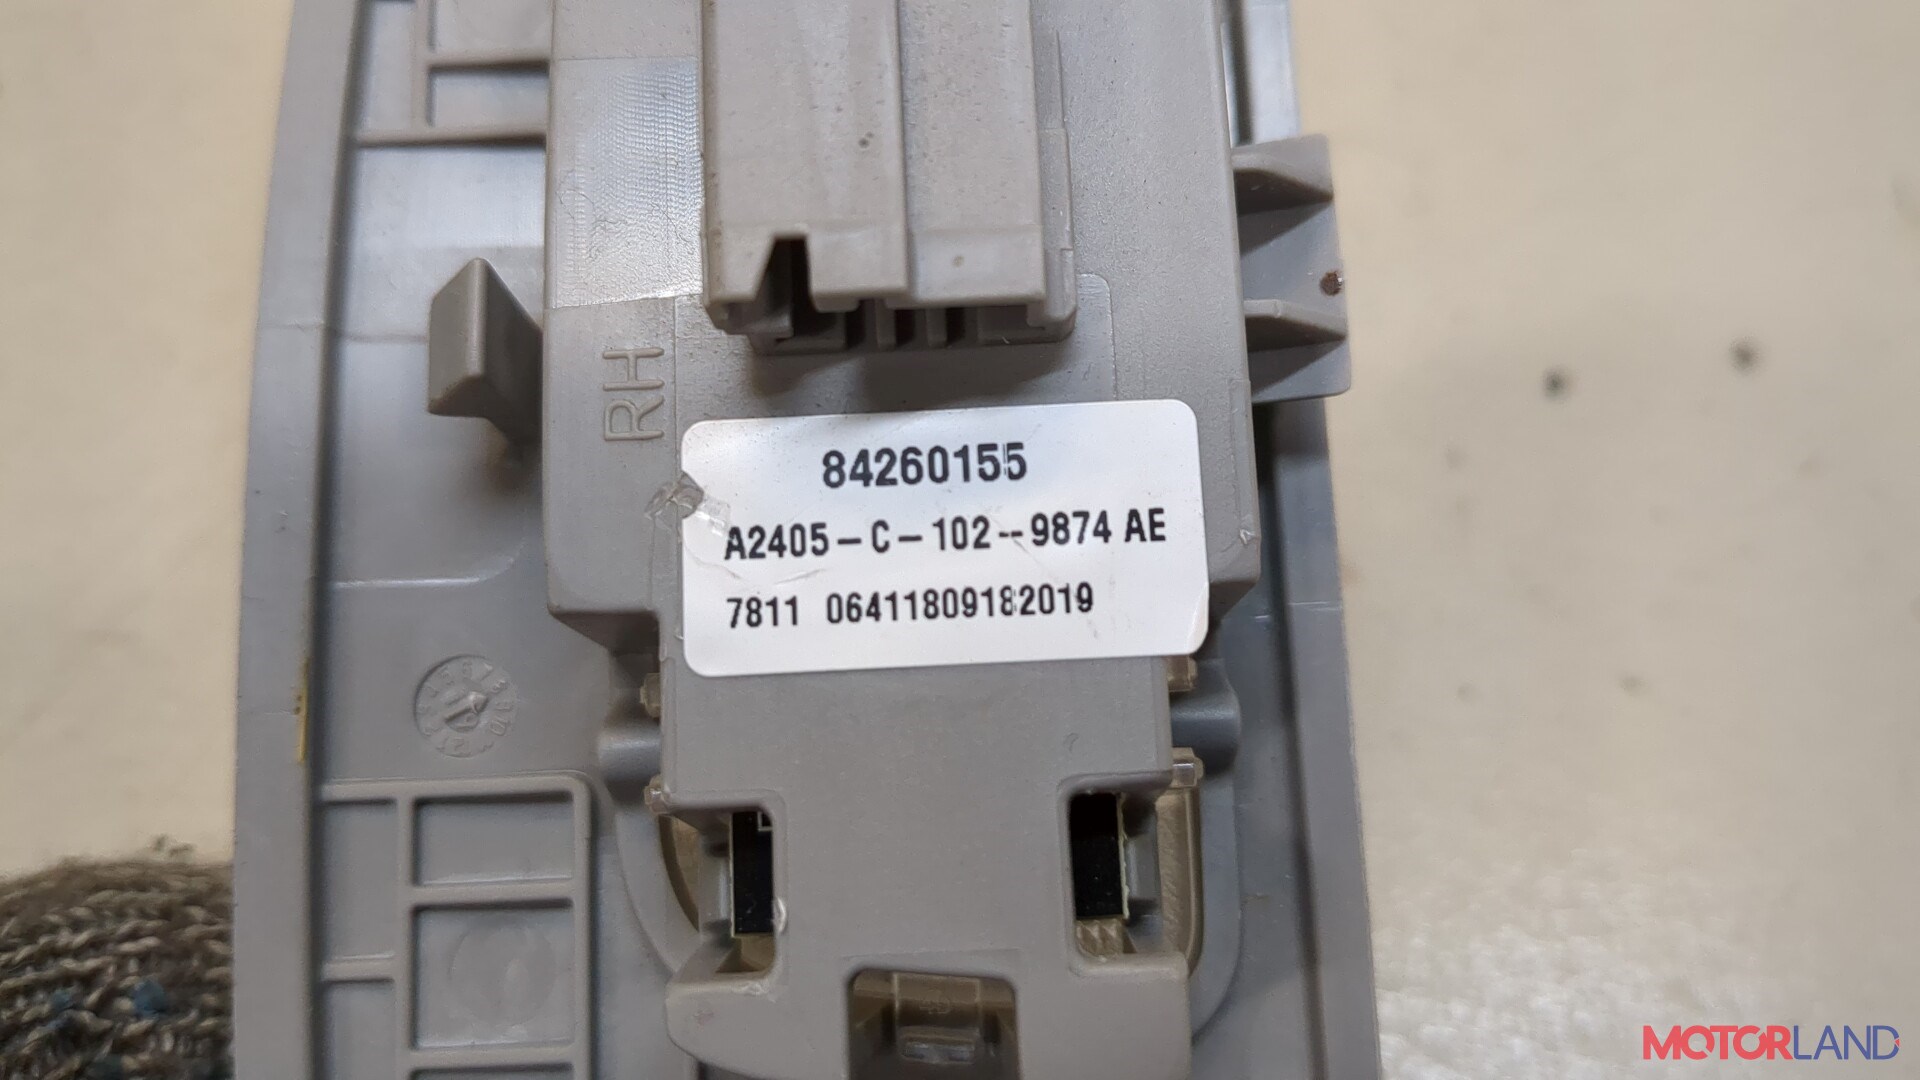 RH
84260155
A2405-C-102--9874 AE
7811 06411809182019
MOTORLAND